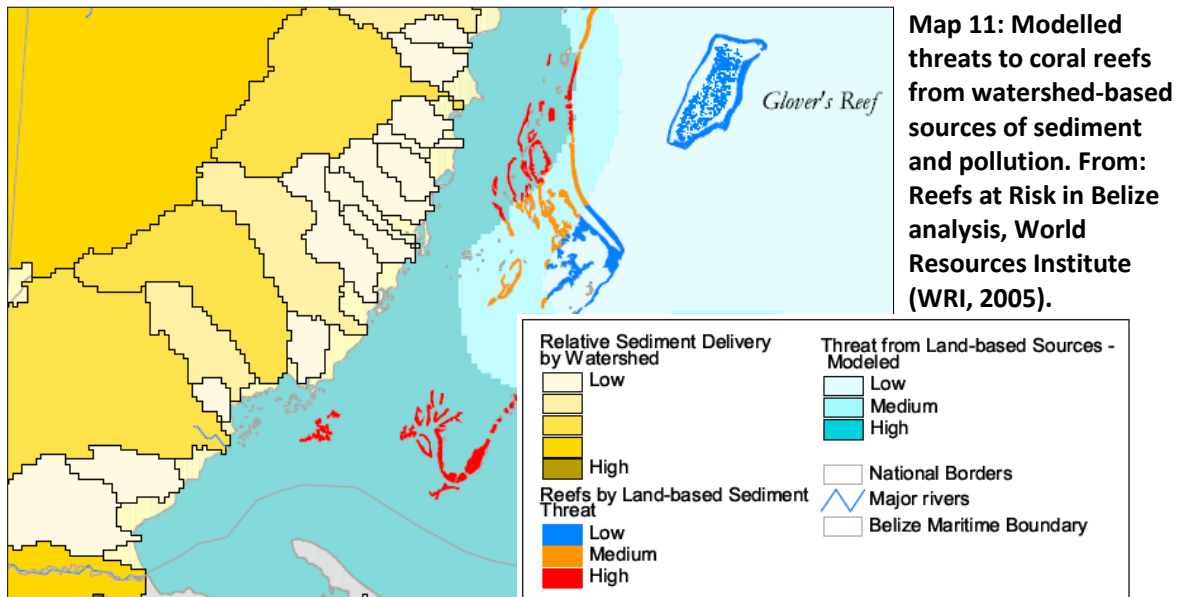 Map 11: Modelled
threats to coral reefs
from watershed-based
sources of sediment
and pollution. From:
Reefs at Risk in Belize
analysis, World
Resources Institute
(WRI, 2005).
Glover's Reef
Relative Sediment Delivery
by Watershed
Low
High
Reefs by Land-based Sediment
Threat
Low
Medium
High
Threat from Land-based Sources -
Modeled
Low
Medium
High
National Borders
Major rivers
Belize Maritime Boundary